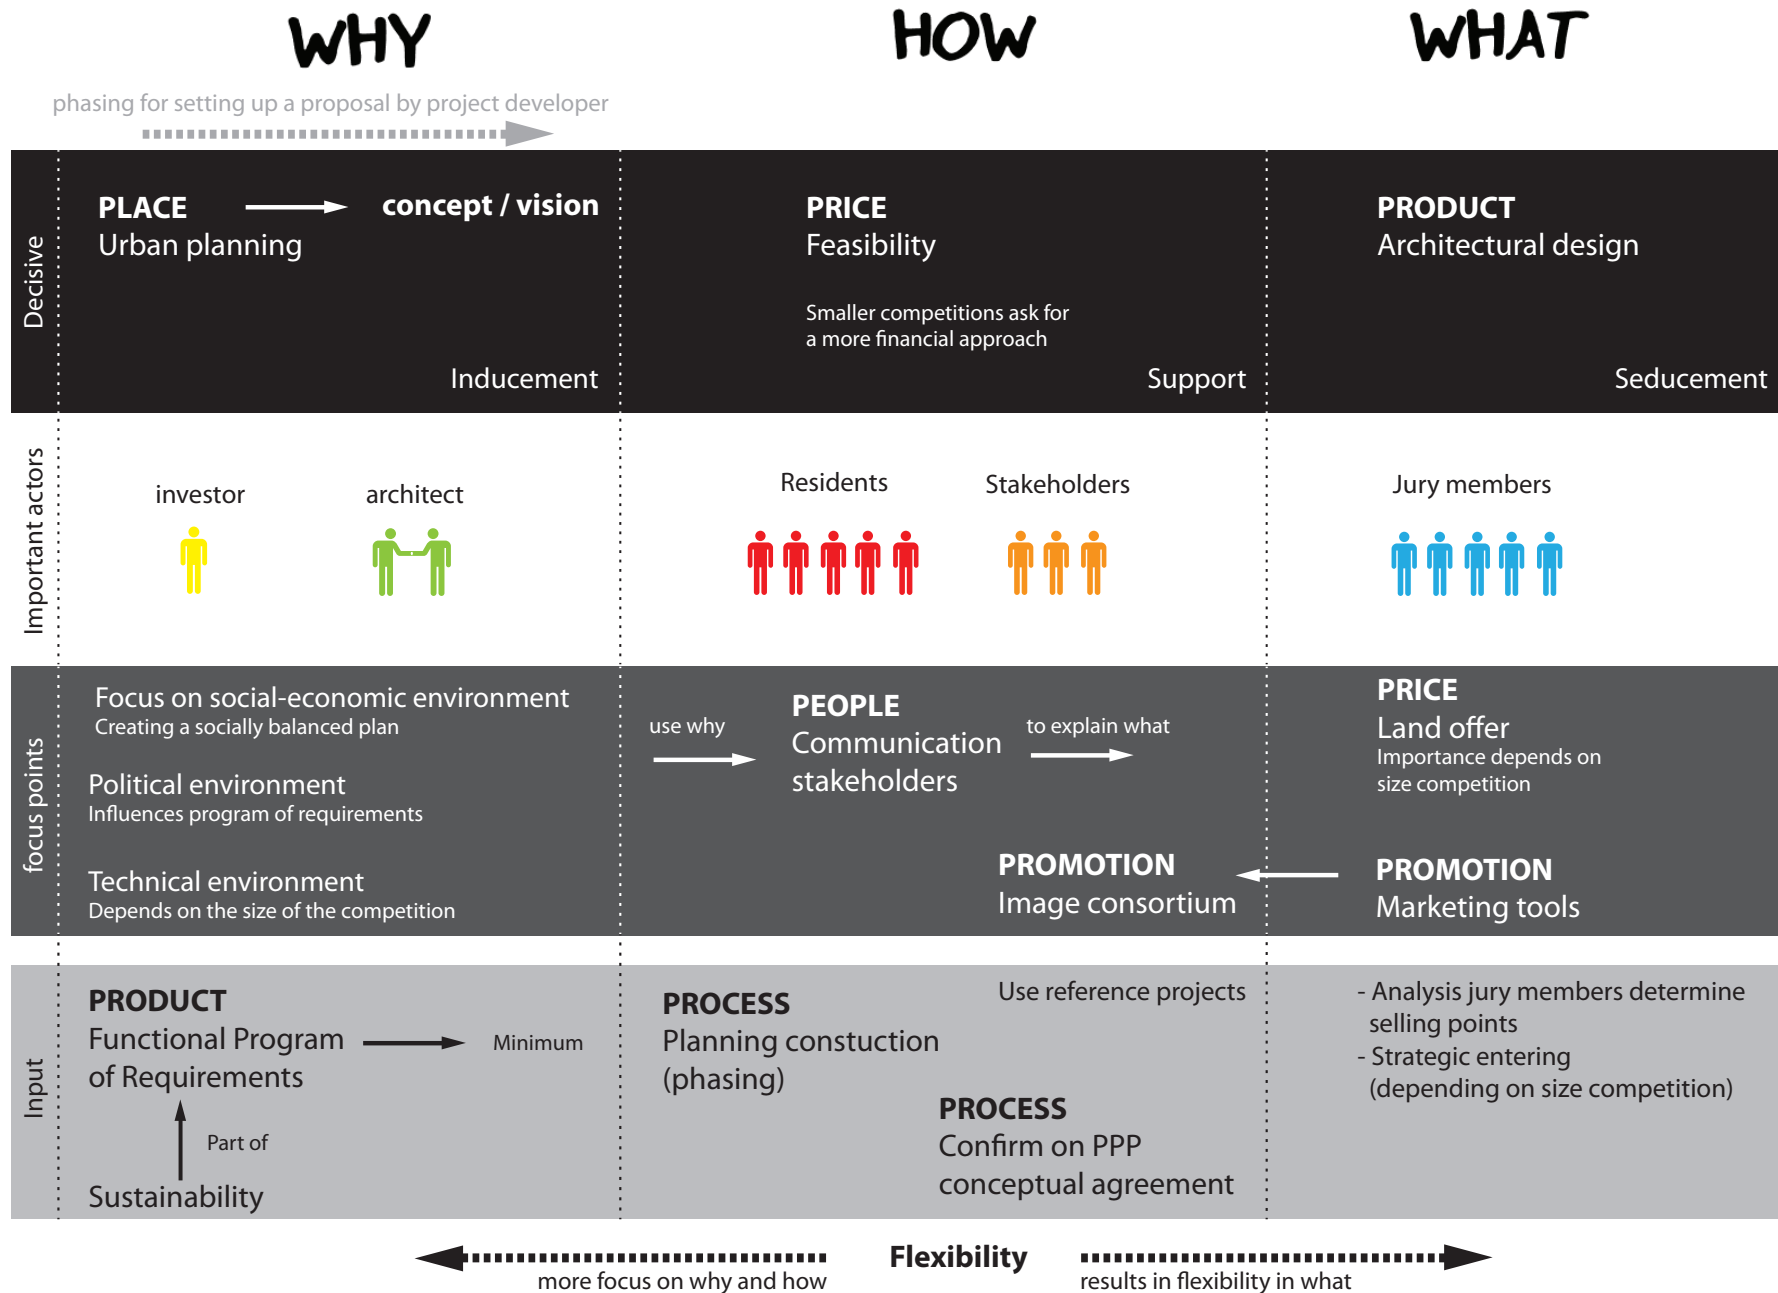 WHY
HOW
WHAT
phasing for setting up a proposal by project developer
Decisive
PLACE
concept / vision
Urban planning
Inducement
PRICE
Feasibility
Smaller competitions ask for
a more financial approach
Support
PRODUCT
Architectural design
Seducement
Important actors
investor
architect
Residents
Stakeholders
Jury members
focus points
Focus on social-economic environment
Creating a socially balanced plan
Political environment
Influences program of requirements
Technical environment
Depends on the size of the competition
use why
PEOPLE
Communication
stakeholders
to explain what
PROMOTION
Image consortium
PRICE
Land offer
Importance depends on
size competition
PROMOTION
Marketing tools
Input
PRODUCT
Functional Program
of Requirements
Minimum
Part of
Sustainability
PROCESS
Planning constuction
(phasing)
Use reference projects
PROCESS
Confirm on PPP
conceptual agreement
- Analysis jury members determine
selling points
- Strategic entering
(depending on size competition)
Flexibility
more focus on why and how
results in flexibility in what